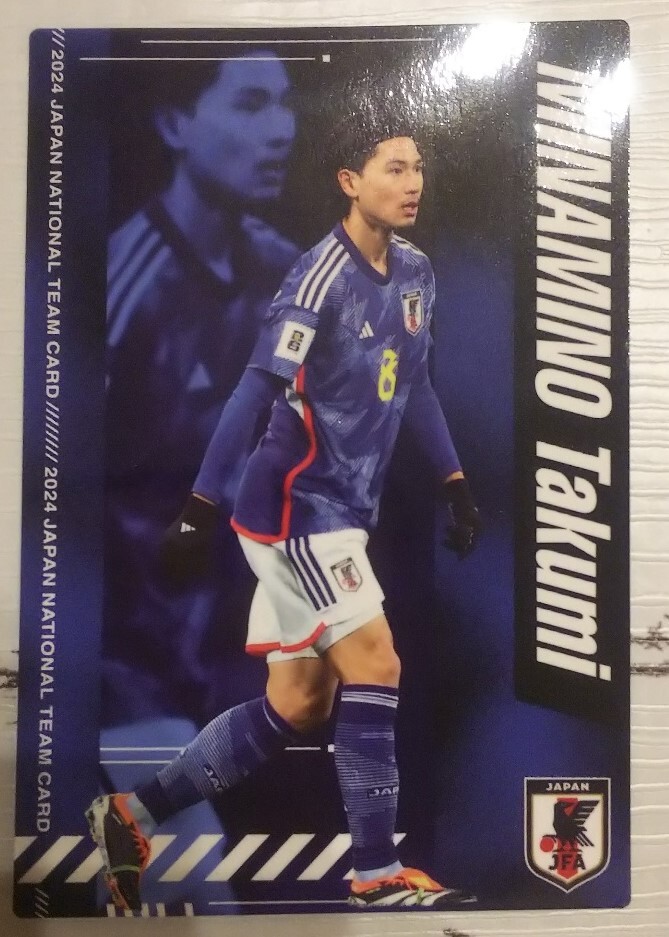 /// 2024 JAPAN NATIONAL TEAM CARD //////// 2024 JAPAN NATIONAL TEAM CARD
MINAMINO Takumi
8
JAPAN
JFA